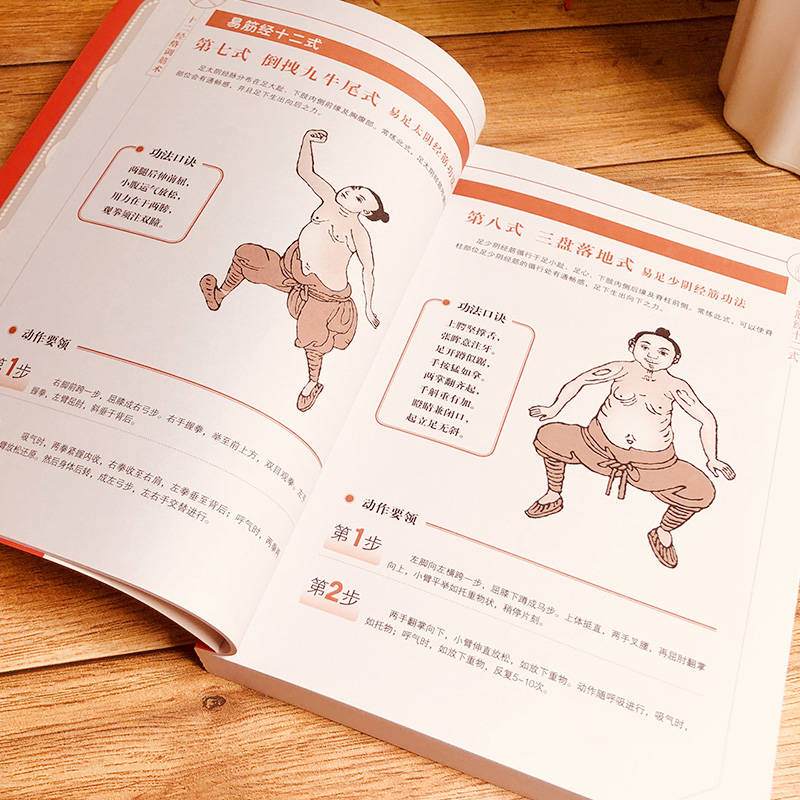 十二经络调筋术
易筋经十二式
第七式 倒拽九牛尾式 易足太阴经筋功法
足太阴经脉分布在足大趾、下肢内侧前缘及胸腹部。常练此式,足太阴经筋的
部位会有通畅感,并且足下生出向后之力。
功法口诀
两腿后伸前屈,
小腹运气放松,
用力在于两膀,
观拳须注双瞳。
动作要领
第1步
右脚前跨一步,屈膝成右弓步。右手握拳,举至前上方,双目观拳。左手
握拳,左臂屈肘,斜垂于背后。
吸气时,两拳紧握内收,右拳收至右肩,左拳垂至背后;呼气时,两拳两
臂放松还原。然后身体后转,成左弓步,左右手交替进行。
第八式 三盘落地式 易足少阴经筋功法
足少阴经筋循行于足小趾、足心、下肢内侧后缘及脊柱前侧。常练此式,可以使脊
柱部位足少阴经筋的循行处有通畅感,足下生出向下之力。
功法口诀
上腭坚撑舌,
张眸意注牙。
足开蹲似踞,
手按猛如拿。
两掌翻齐起,
千斛重有加。
瞪睛兼闭口,
起立足无斜。
动作要领
第1步
左脚向左横跨一步,屈膝下蹲成马步。上体挺直,两手叉腰,再屈肘翻掌
向上,小臂平举如托重物状,稍停片刻。
第2步
两手翻掌向下,小臂伸直放松,如放下重物。动作随呼吸进行,吸气时,
如托物;呼气时,如放下重物,反复5~10次。
筋经十二式